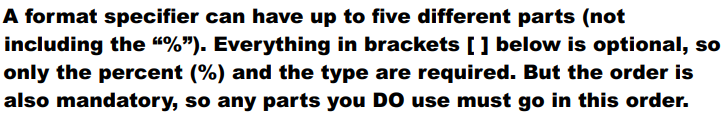 A format specifier can have up to five different parts (not
including the “%”). Everything in brackets [ ] below is optional, so
only the percent (%) and the type are required. But the order is
also mandatory, so any parts you DO use must go in this order.